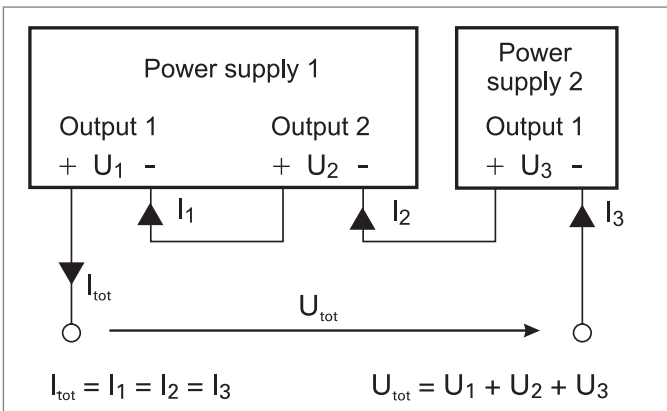 Power supply 1
Power
supply 2
Output 1
Output 2
Output 1
+ U₁ -
+ U₂ -
+ U₃ -
I₁
I₂
I₃
Iₜₒₜ
Uₜₒₜ
Iₜₒₜ = I₁ = I₂ = I₃
Uₜₒₜ = U₁ + U₂ + U₃